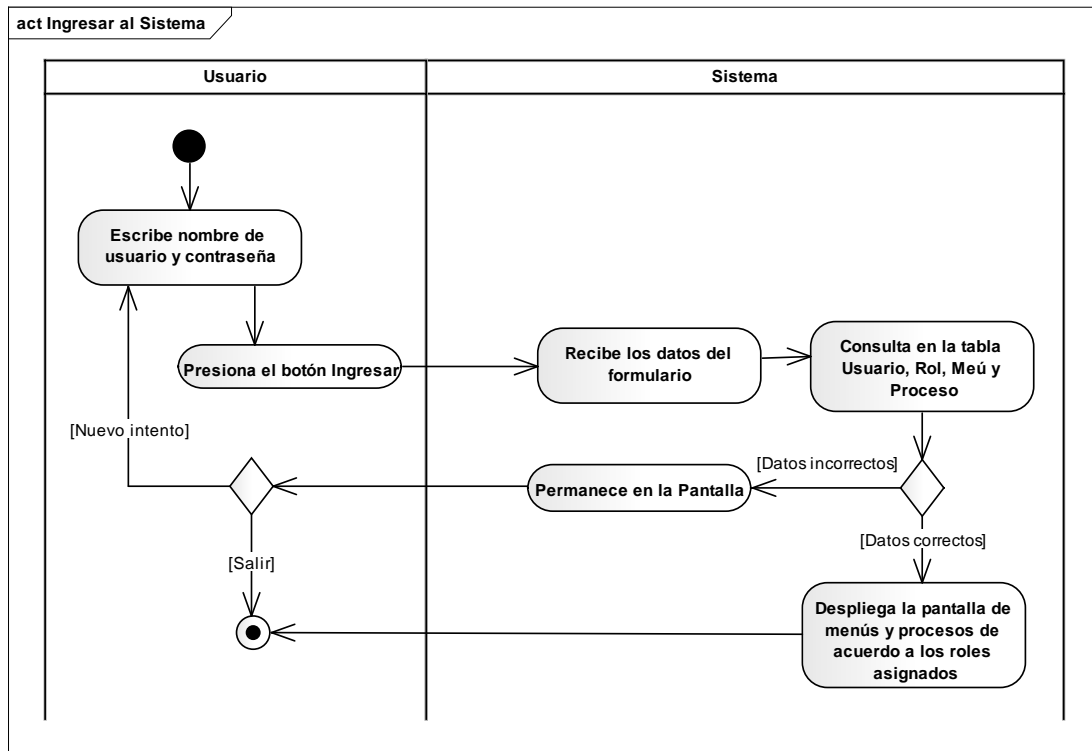 act Ingresar al Sistema
Usuario
Sistema
Escribe nombre de
usuario y contraseña
Presiona el botón Ingresar
Recibe los datos del
formulario
Consulta en la tabla
Usuario, Rol, Meú y
Proceso
[Nuevo intento]
[Datos incorrectos]
Permanece en la Pantalla
[Datos correctos]
[Salir]
Despliega la pantalla de
menús y procesos de
acuerdo a los roles
asignados